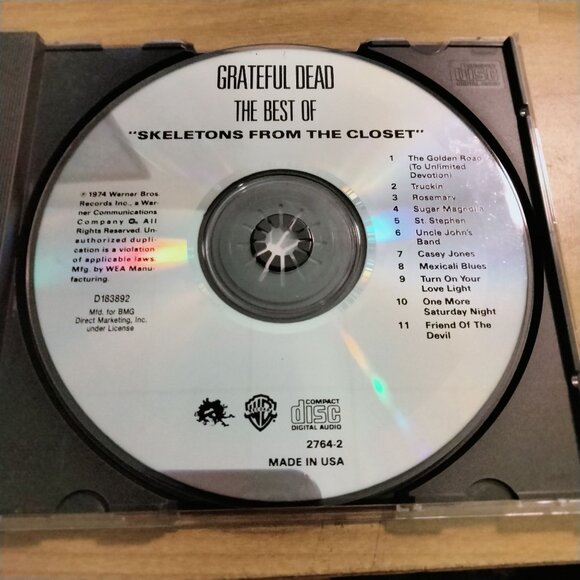 GRATEFUL DEAD
THE BEST OF
"SKELETONS FROM THE CLOSET"
℗ 1974 Warner Bros.
Records Inc., a War-
ner Communications
Company. All
Rights Reserved. Un-
authorized dupli-
cation is a violation
of applicable laws.
Mfg. by WEA Manu-
facturing.
D183892
Mfd. for BMG
Direct Marketing, Inc.
under License
1 The Golden Road
(To Unlimited
Devotion)
2 Truckin
3 Rosemary
4 Sugar Magnolia
5 St. Stephen
6 Uncle John's
Band
7 Casey Jones
8 Mexicali Blues
9 Turn On Your
Love Light
10 One More
Saturday Night
11 Friend Of The
Devil
COMPACT
disc
DIGITAL AUDIO
2764-2
MADE IN USA
COMPACT
disc
DIGITAL AUDIO